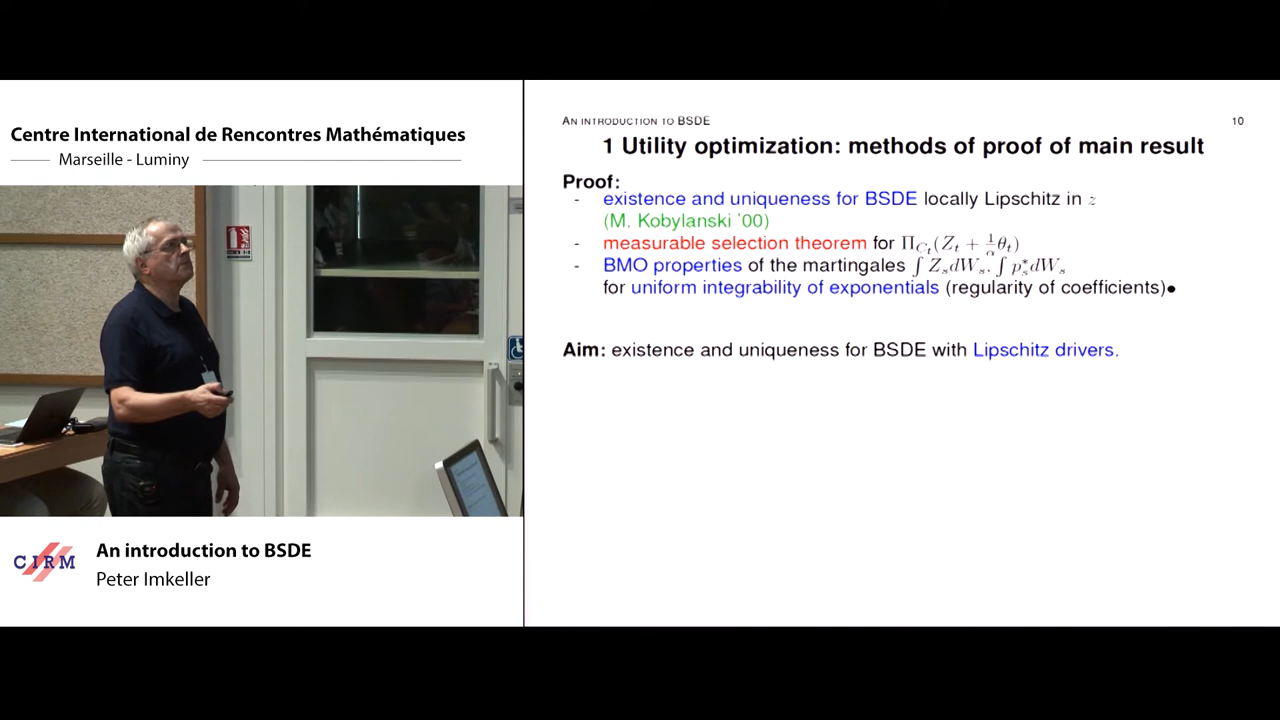 Centre International de Rencontres Mathématiques
Marseille - Luminy
CIRM
An introduction to BSDE
Peter Imkeller
AN INTRODUCTION TO BSDE
10
1 Utility optimization: methods of proof of main result
Proof:
- existence and uniqueness for BSDE locally Lipschitz in z
(M. Kobylanski '00)
- measurable selection theorem for Π_{C_t}(Z_t + 1/α θ_t)
- BMO properties of the martingales ∫ Z_s dW_s, ∫ p*_s dW_s
for uniform integrability of exponentials (regularity of coefficients)●
Aim: existence and uniqueness for BSDE with Lipschitz drivers.